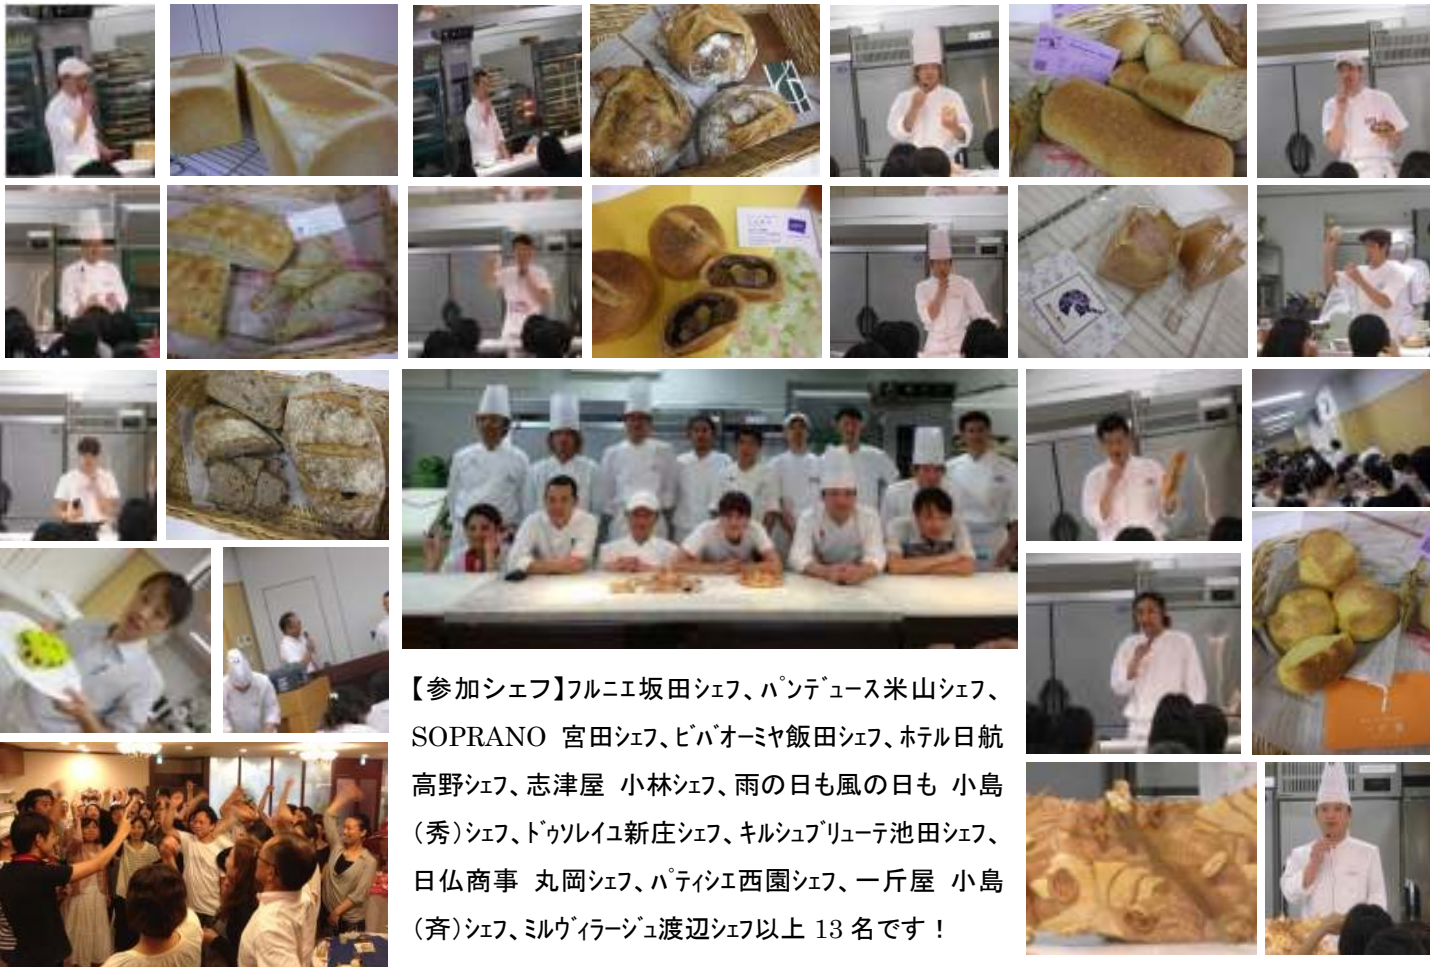 【参加シェフ】ﾌﾙﾆｴ坂田ｼｪﾌ、ﾊﾟﾝﾃﾞｭｰｽ米山ｼｪﾌ、
SOPRANO 宮田ｼｪﾌ、ﾋﾞﾊﾞｵｰﾐﾔ飯田ｼｪﾌ、ﾎﾃﾙ日航
高野ｼｪﾌ、志津屋 小林ｼｪﾌ、雨の日も風の日も 小島
（秀）ｼｪﾌ、ﾄﾞｩｿﾚｲﾕ新庄ｼｪﾌ、ｷﾙｼｭﾌﾞﾘｭｰﾃ池田ｼｪﾌ、
日仏商事 丸岡ｼｪﾌ、ﾊﾟﾃｨｼｴ西園ｼｪﾌ、一斤屋 小島
（斉）ｼｪﾌ、ﾐﾙヴｨﾗｰｼﾞｭ渡辺ｼｪﾌ以上 13 名です！